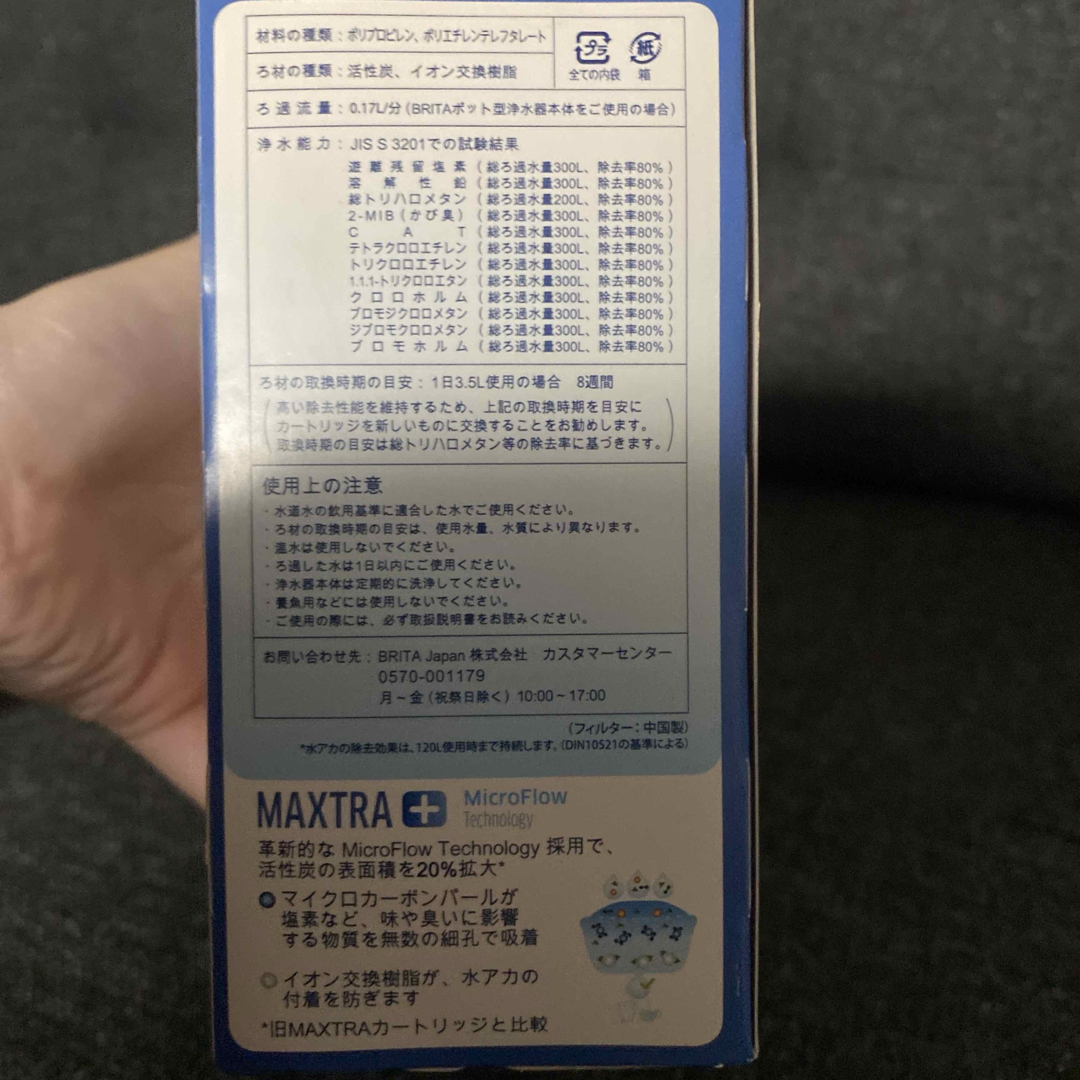 材料の種類：ポリプロピレン、ポリエチレンテレフタレート
ろ材の種類：活性炭、イオン交換樹脂
プラ 紙
全ての内袋 箱
ろ過流量：0.17L/分(BRITAポット型浄水器本体をご使用の場合)
浄水能力：JIS S 3201での試験結果
遊離残留塩素（総ろ過水量300L、除去率80%）
溶解性鉛（総ろ過水量300L、除去率80%）
総トリハロメタン（総ろ過水量200L、除去率80%）
2-MIB(かび臭)（総ろ過水量300L、除去率80%）
CAT（総ろ過水量300L、除去率80%）
テトラクロロエチレン（総ろ過水量300L、除去率80%）
トリクロロエチレン（総ろ過水量300L、除去率80%）
1.1.1-トリクロロエタン（総ろ過水量300L、除去率80%）
クロロホルム（総ろ過水量300L、除去率80%）
ブロモジクロロメタン（総ろ過水量300L、除去率80%）
ジブロモクロロメタン（総ろ過水量300L、除去率80%）
ブロモホルム（総ろ過水量300L、除去率80%）
ろ材の取換時期の目安：1日3.5L使用の場合 8週間
(高い除去性能を維持するため、上記の取換時期を目安に
カートリッジを新しいものに交換することをお勧めします。
取換時期の目安は総トリハロメタン等の除去率に基づきます。)
使用上の注意
・水道水の飲用基準に適合した水でご使用ください。
・ろ材の取換時期の目安は、使用水量、水質により異なります。
・温水は使用しないでください。
・ろ過した水は1日以内にご使用ください。
・浄水器本体は定期的に洗浄してください。
・養魚用などには使用しないでください。
・ご使用の際には、必ず取扱説明書をお読みください。
お問い合わせ先：BRITA Japan 株式会社 カスタマーセンター
0570-001179
月～金(祝祭日除く) 10:00～17:00
(フィルター：中国製)
*水アカの除去効果は、120L使用時まで持続します。(DIN10521の基準による)
MAXTRA+ MicroFlow
Technology
革新的な MicroFlow Technology 採用で、
活性炭の表面積を20%拡大*
マイクロカーボンパールが
塩素など、味や臭いに影響
する物質を無数の細孔で吸着
イオン交換樹脂が、水アカの
付着を防ぎます
*旧MAXTRAカートリッジと比較